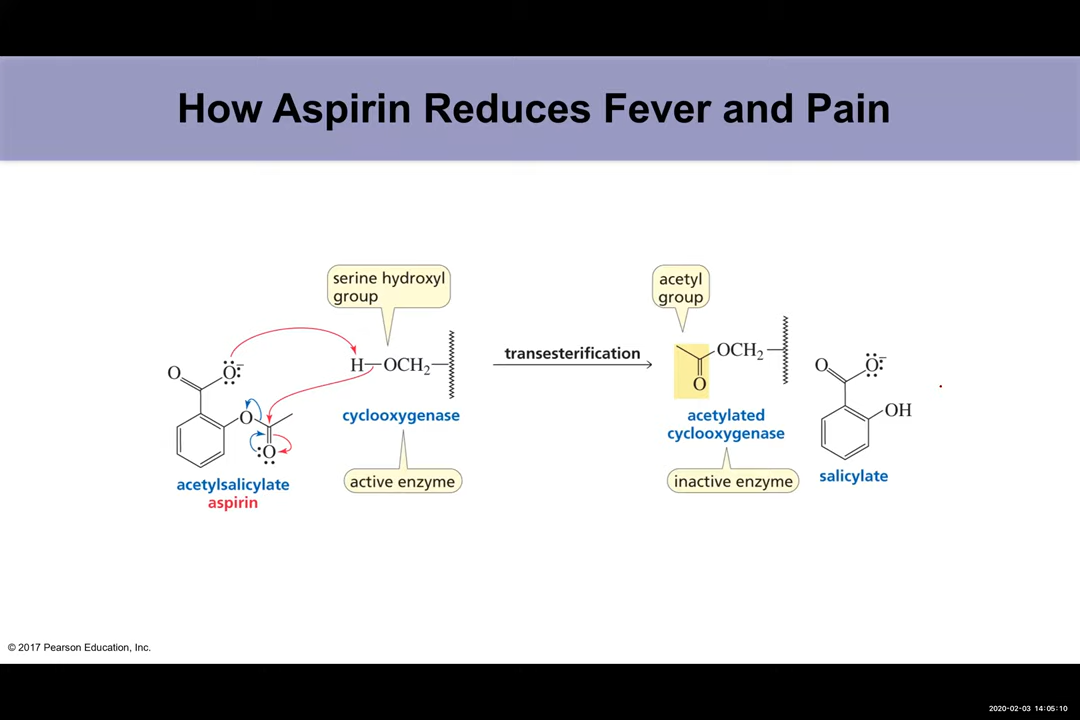 How Aspirin Reduces Fever and Pain
serine hydroxyl
group
acetyl
group
O
O
−
O
O
H—OCH2
transesterification
O
OCH2
O
O
−
OH
cyclooxygenase
acetylated
cyclooxygenase
acetylsalicylate
aspirin
active enzyme
inactive enzyme
salicylate
© 2017 Pearson Education, Inc.
2020-02-03 14:05:10